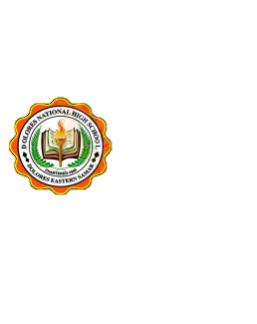 DOLORES NATIONAL HIGH SCHOOL
DOLORES EASTERN SAMAR